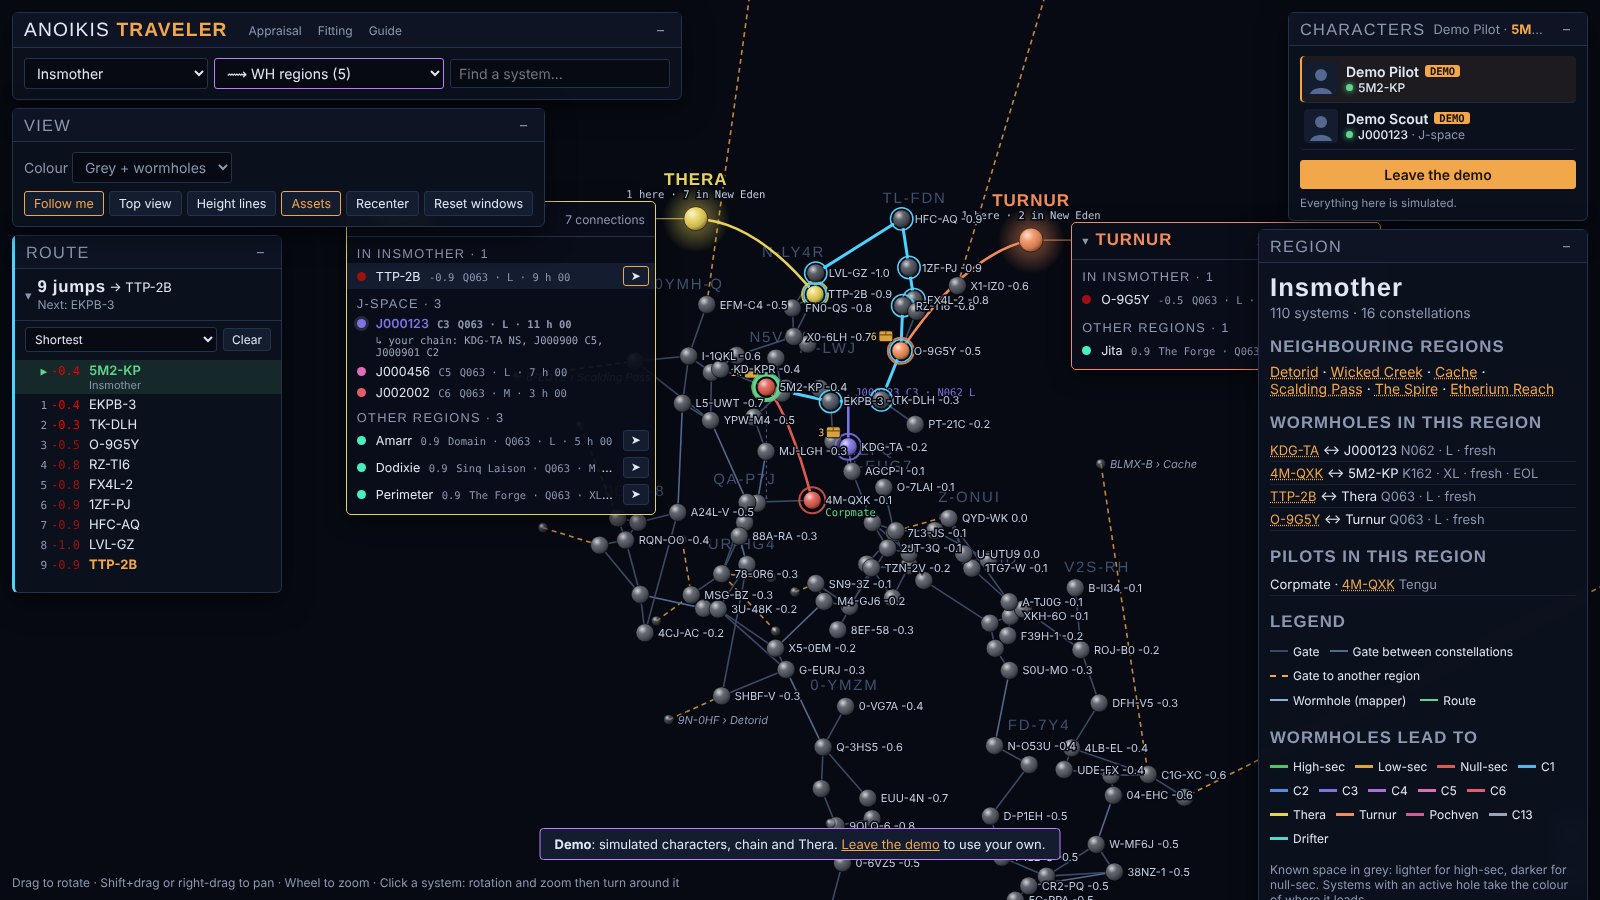 ANOIKIS TRAVELER Appraisal Fitting Guide –
Insmother ⟿ WH regions (5) Find a system...
VIEW –
Colour Grey + wormholes
Follow me Top view Height lines Assets Recenter Reset windows
ROUTE –
9 jumps → TTP-2B
Next: EKPB-3
Shortest Clear
-0.4 5M2-KP
Insmother
1 -0.4 EKPB-3
2 -0.3 TK-DLH
3 -0.5 O-9G5Y
4 -0.8 RZ-TI6
5 -0.8 FX4L-2
6 -0.9 1ZF-PJ
7 -0.9 HFC-AQ
8 -1.0 LVL-GZ
9 -0.9 TTP-2B
7 connections
IN INSMOTHER · 1
TTP-2B -0.9 Q063 · L · 9 h 00
J-SPACE · 3
J000123 C3 Q063 · L · 11 h 00
↳ your chain: KDG-TA NS, J000900 C5,
J000901 C2
J000456 C5 Q063 · L · 7 h 00
J002002 C6 Q063 · M · 3 h 00
OTHER REGIONS · 3
Amarr 0.9 Domain · Q063 · L · 5 h 00
Dodixie 0.9 Sinq Laison · Q063 · M ...
Perimeter 0.9 The Forge · Q063 · XL...
THERA
1 here · 7 in New Eden
TURNUR
1 here · 2 in New Eden
TL-FDN
HFC-AQ -0.9
LVL-GZ -1.0
1ZF-PJ -0.9
TTP-2B -0.9
FX4L-2 -0.8
RZ-TI6 -0.8
X1-IZ0 -0.6
EFM-C4 -0.5
FN0-QS -0.8
X0-6LH -0.7
6
O-9G5Y -0.5
I-1QKL -0.6
KD-KPR -0.4
5M2-KP -0.4
EKPB-3
TK-DLH -0.3
L5-UWT -0.7
YPW-M4 -0.5
PT-21C -0.2
3
KDG-TA -0.2
MJ-LGH -0.3
AGCP-I -0.1
BLMX-B › Cache
QA-P7J
O-7LAI -0.1
4M-QXK -0.1
Corpmate
Z-ONUI
A24L-V -0.5
QYD-WK 0.0
RQN-OO -0.4
88A-RA -0.3
7L3-JS -0.1
2JT-3Q -0.1
U-UTU9 0.0
TZN-2V -0.2
1TG7-W -0.1
V2S-RH
-78-0R6 -0.3
SN9-3Z -0.1
B-II34 -0.1
MSG-BZ -0.3
3U-48K -0.2
M4-GJ6 -0.2
A-TJ0G -0.1
XKH-6O -0.1
4CJ-AC -0.2
8EF-58 -0.3
F39H-1 -0.2
X5-0EM -0.2
ROJ-B0 -0.2
G-EURJ -0.3
S0U-MO -0.3
0-YMZM
SHBF-V -0.3
0-VG7A -0.4
DFH-V5 -0.3
9N-0HF › Detorid
FD-7Y4
Q-3HS5 -0.6
N-O53U -0.4
4LB-EL -0.4
UDE-FX -0.4
C1G-XC -0.6
EUU-4N -0.7
04-EHC -0.6
D-P1EH -0.5
W-MF6J -0.5
0-6VZ5 -0.5
38NZ-1 -0.5
CR2-PQ -0.5
▾ TURNUR
IN INSMOTHER · 1
O-9G5Y -0.5 Q063 · L ·
OTHER REGIONS · 1
Jita 0.9 The Forge · Q063
CHARACTERS Demo Pilot · 5M... –
Demo Pilot DEMO
5M2-KP
Demo Scout DEMO
J000123 · J-space
Leave the demo
Everything here is simulated.
REGION –
Insmother
110 systems · 16 constellations
NEIGHBOURING REGIONS
Detorid · Wicked Creek · Cache ·
Scalding Pass · The Spire · Etherium Reach
WORMHOLES IN THIS REGION
KDG-TA ↔ J000123 N062 · L · fresh
4M-QXK ↔ 5M2-KP K162 · XL · fresh · EOL
TTP-2B ↔ Thera Q063 · L · fresh
O-9G5Y ↔ Turnur Q063 · L · fresh
PILOTS IN THIS REGION
Corpmate · 4M-QXK Tengu
LEGEND
Gate Gate between constellations
Gate to another region
Wormhole (mapper) Route
WORMHOLES LEAD TO
High-sec Low-sec Null-sec C1
C2 C3 C4 C5 C6
Thera Turnur Pochven C13
Drifter
Known space in grey: lighter for high-sec, darker for
null-sec. Systems with an active hole take the colour
of where it leads.
Demo: simulated characters, chain and Thera. Leave the demo to use your own.
Drag to rotate · Shift+drag or right-drag to pan · Wheel to zoom · Click a system: rotation and zoom then turn around it